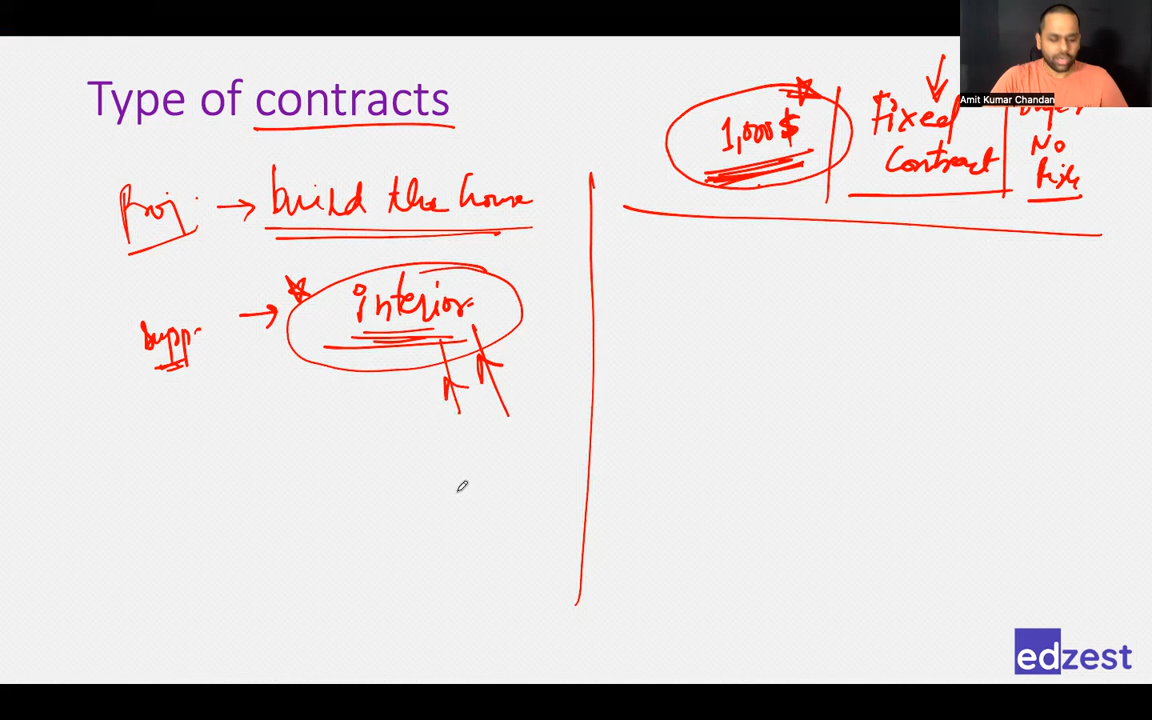 Type of contracts
Proj. → build the house
Supp. → interior
1,000$
Fixed
Contract
No
Risk
Amit Kumar Chandan
edzest